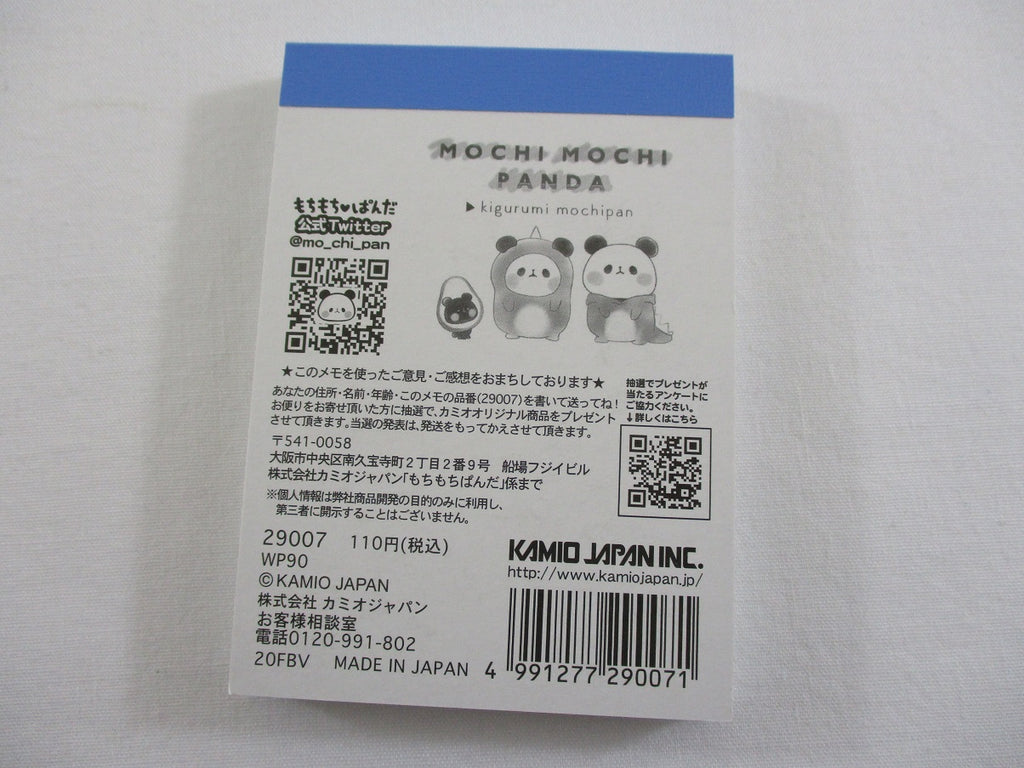 MOCHI MOCHI
PANDA
▶kigurumi mochipan
もちもち♥ぱんだ
公式Twitter
@mo_chi_pan
★このメモを使ったご意見・ご感想をおまちしております★
あなたの住所・名前・年齢・このメモの品番(29007)を書いて送ってね!
お便りをお寄せ頂いた方に抽選で、カミオオリジナル商品をプレゼント
させて頂きます。当選の発表は、発送をもってかえさせて頂きます。
〒541-0058
大阪市中央区南久宝寺町2丁目2番9号 船場フジイビル
株式会社カミオジャパン「もちもちぱんだ」係まで
※個人情報は弊社商品開発の目的のみに利用し、
第三者に開示することはございません。
抽選でプレゼントが
当たるアンケートに
ご協力ください。
↓詳しくはこちら
29007 110円(税込)
WP90
©KAMIO JAPAN
株式会社 カミオジャパン
お客様相談室
電話0120-991-802
20FBV MADE IN JAPAN
KAMIO JAPAN INC.
http://www.kamiojapan.jp/
4 991277 290071